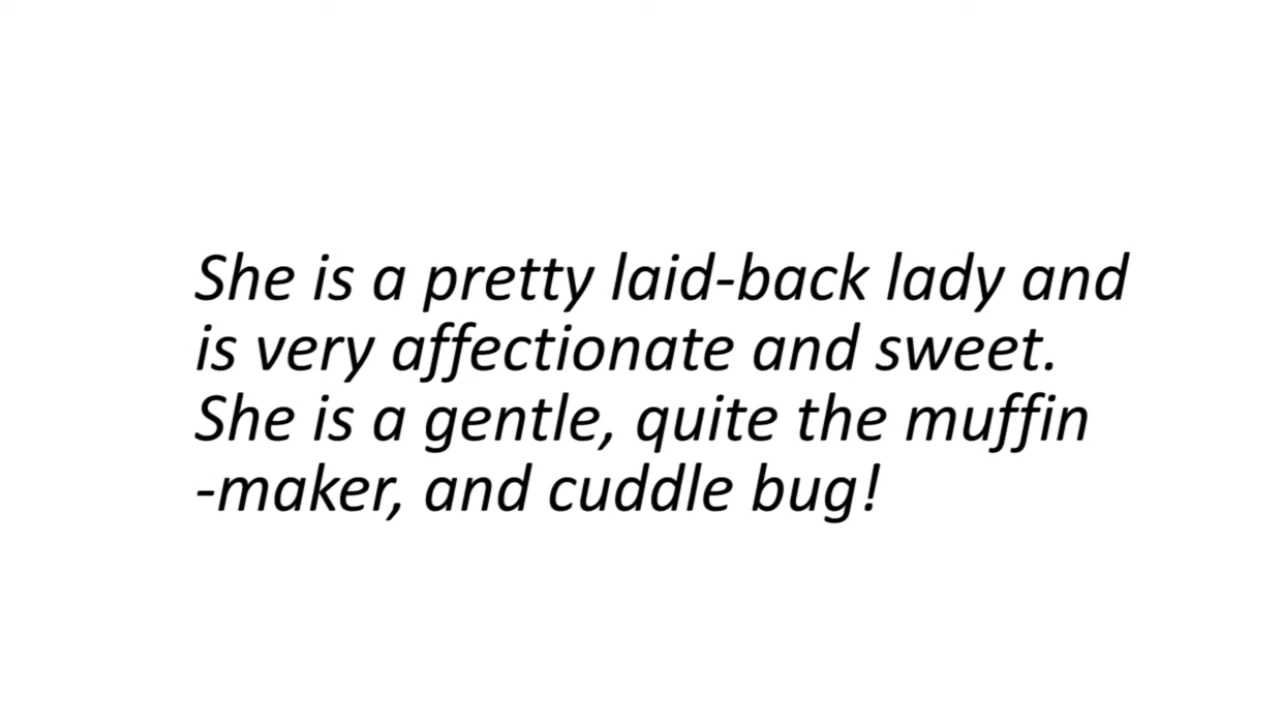 She is a pretty laid-back lady and
is very affectionate and sweet.
She is a gentle, quite the muffin
-maker, and cuddle bug!